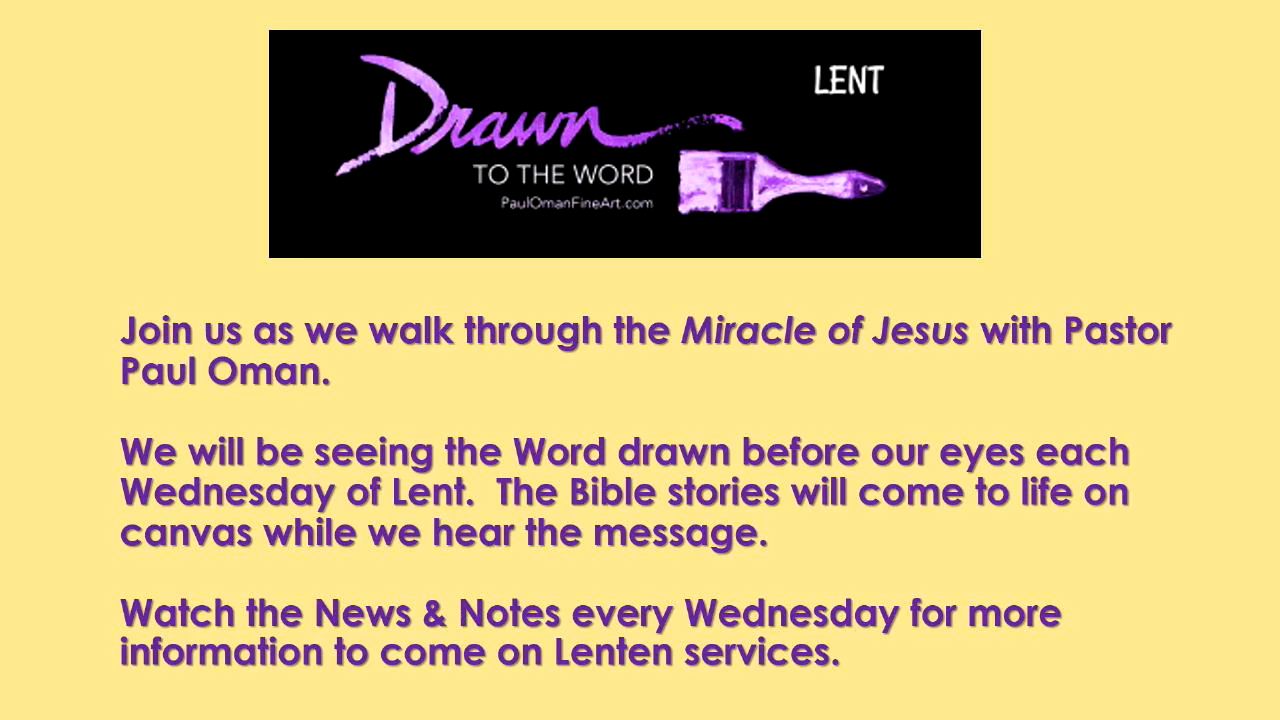 Drawn
LENT
TO THE WORD
PaulOmanFineArt.com
Join us as we walk through the Miracle of Jesus with Pastor
Paul Oman.
We will be seeing the Word drawn before our eyes each
Wednesday of Lent.  The Bible stories will come to life on
canvas while we hear the message.
Watch the News & Notes every Wednesday for more
information to come on Lenten services.